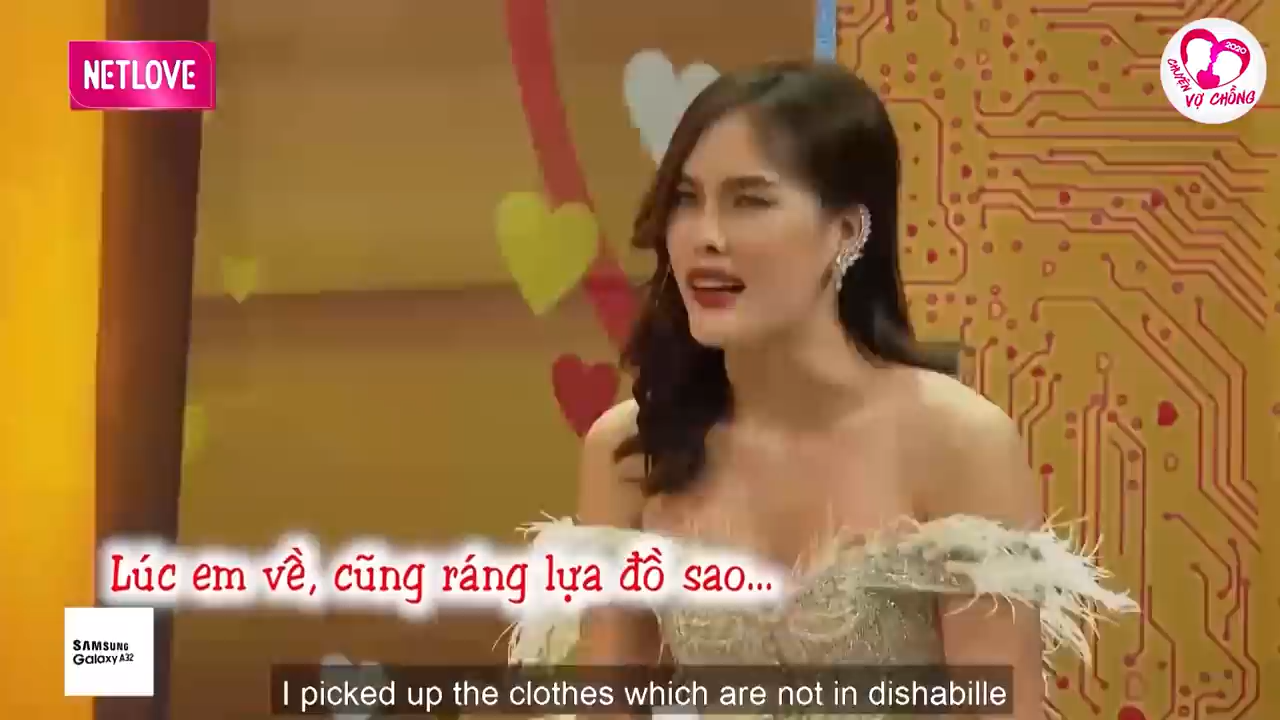 NETLOVE
2020
CHUYỆN
VỢ CHỒNG
Lúc em về, cũng ráng lựa đồ sao...
SAMSUNG
Galaxy A32
I picked up the clothes which are not in dishabille